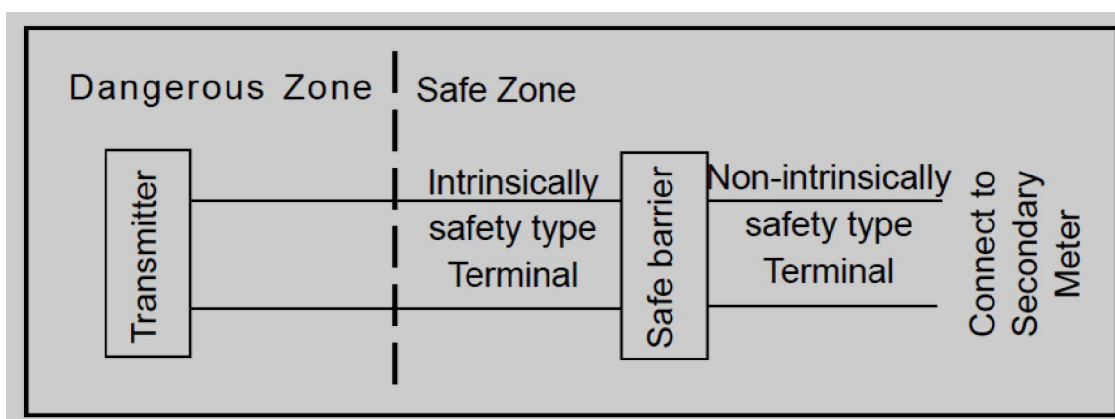 Dangerous Zone
Safe Zone
Transmitter
Intrinsically
safety type
Terminal
Safe barrier
Non-intrinsically
safety type
Terminal
Connect to
Secondary
Meter